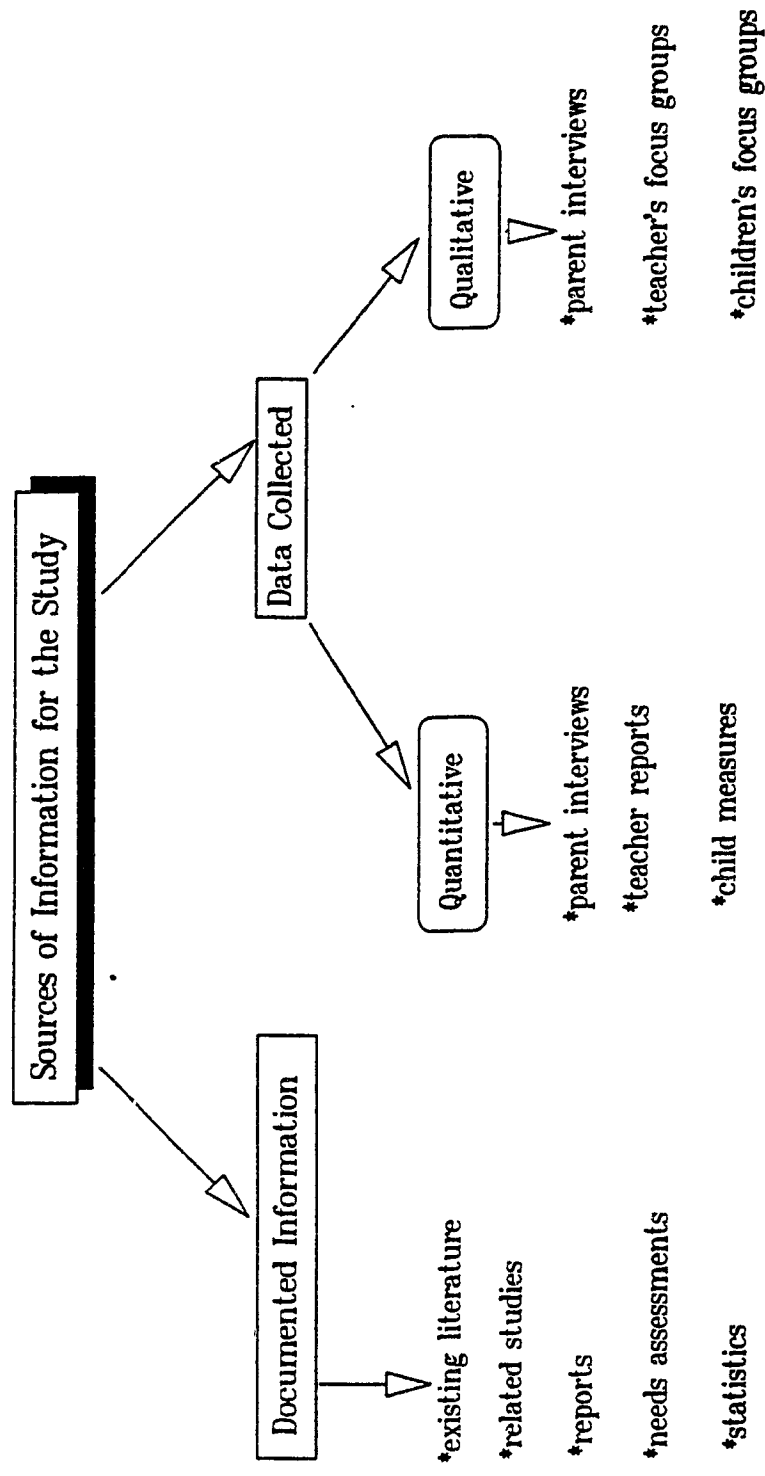 Sources of Information for the Study
Documented Information
*existing literature
*related studies
*reports
*needs assessments
*statistics
Data Collected
Quantitative
*parent interviews
*teacher reports
*child measures
Qualitative
*parent interviews
*teacher's focus groups
*children's focus groups